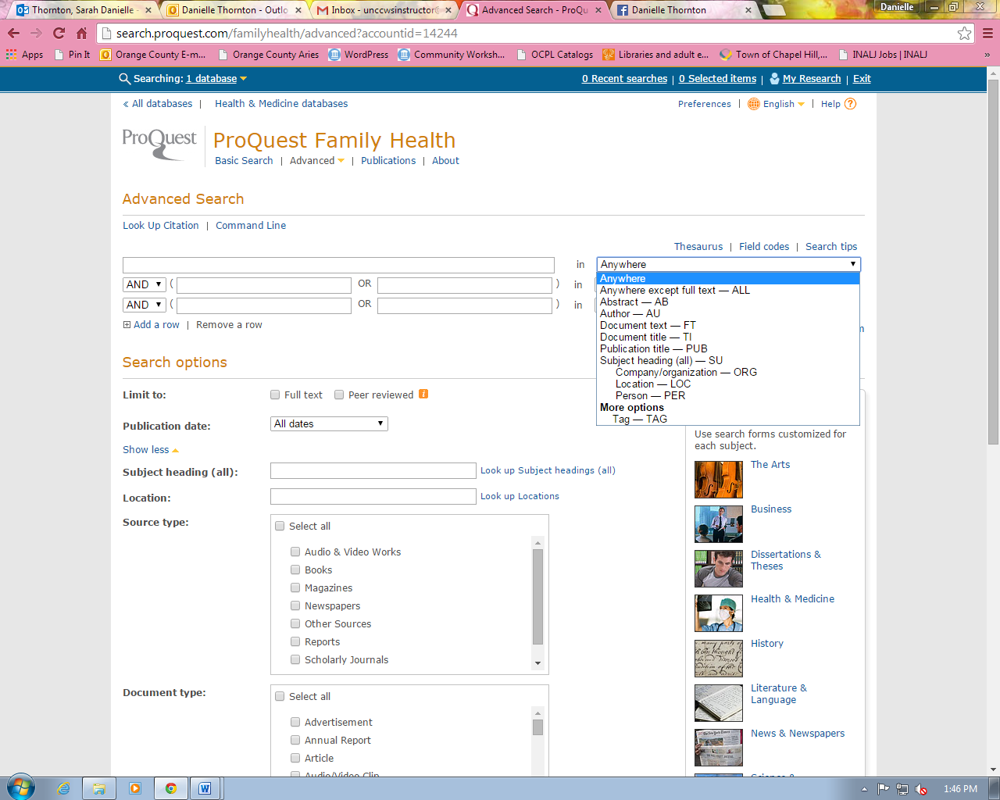 Thornton, Sarah Danielle -
Danielle Thornton - Outlo
Inbox - unccwsinstructor@
Advanced Search - ProQu
Danielle Thornton
Danielle
search.proquest.com/familyhealth/advanced?accountid=14244
Apps Pin It Orange County E-m... Orange County Aries WordPress Community Worksh... OCPL Catalogs Libraries and adult e... Town of Chapel Hill,... INALJ Jobs | INALJ »
Searching: 1 database
0 Recent searches | 0 Selected items | My Research | Exit
« All databases | Health & Medicine databases
Preferences | English | Help ?
ProQuest
ProQuest Family Health
Basic Search | Advanced | Publications | About
Advanced Search
Look Up Citation | Command Line
Thesaurus | Field codes | Search tips
in Anywhere
AND ( OR ) in
AND ( OR ) in
Add a row | Remove a row
Anywhere
Anywhere except full text — ALL
Abstract — AB
Author — AU
Document text — FT
Document title — TI
Publication title — PUB
Subject heading (all) — SU
Company/organization — ORG
Location — LOC
Person — PER
More options
Tag — TAG
Search options
Limit to: Full text Peer reviewed i
Publication date: All dates
Show less
Subject heading (all): Look up Subject headings (all)
Location: Look up Locations
Source type: Select all
Audio & Video Works
Books
Magazines
Newspapers
Other Sources
Reports
Scholarly Journals
Document type: Select all
Advertisement
Annual Report
Article
Audio/Video Clip
Use search forms customized for
each subject.
The Arts
Business
Dissertations &
Theses
Health & Medicine
History
Literature &
Language
News & Newspapers
Science &
1:46 PM